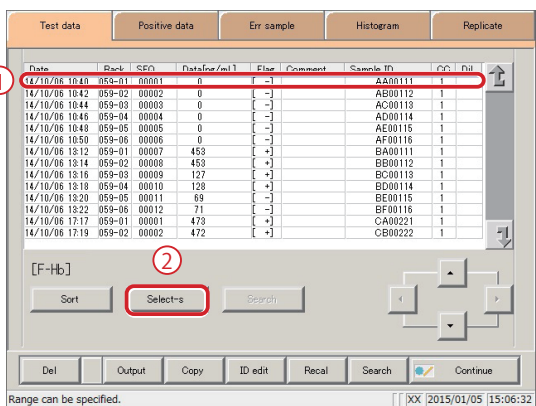 Test data Positive data Err sample Histogram Replicate
Date Rack SEQ Data[ng/mL] Flag Comment Sample ID CC Dil
1
14/10/06 10:40 059-01 00001 0 [ -] AA00111 1
14/10/06 10:42 059-02 00002 0 [ -] AB00112 1
14/10/06 10:44 059-03 00003 0 [ -] AC00113 1
14/10/06 10:46 059-04 00004 0 [ -] AD00114 1
14/10/06 10:48 059-05 00005 0 [ -] AE00115 1
14/10/06 10:50 059-06 00006 0 [ -] AF00116 1
14/10/06 13:12 059-01 00007 453 [ +] BA00111 1
14/10/06 13:14 059-02 00008 453 [ +] BB00112 1
14/10/06 13:16 059-03 00009 127 [ +] BC00113 1
14/10/06 13:18 059-04 00010 128 [ +] BD00114 1
14/10/06 13:20 059-05 00011 69 [ -] BE00115 1
14/10/06 13:22 059-06 00012 71 [ -] BF00116 1
14/10/06 17:17 059-01 00001 473 [ +] CA00221 1
14/10/06 17:19 059-02 00002 472 [ +] CB00222 1
[F-Hb]
2
Sort Select-s Search
Del Output Copy ID edit Recal Search Continue
Range can be specified. XX 2015/01/05 15:06:32